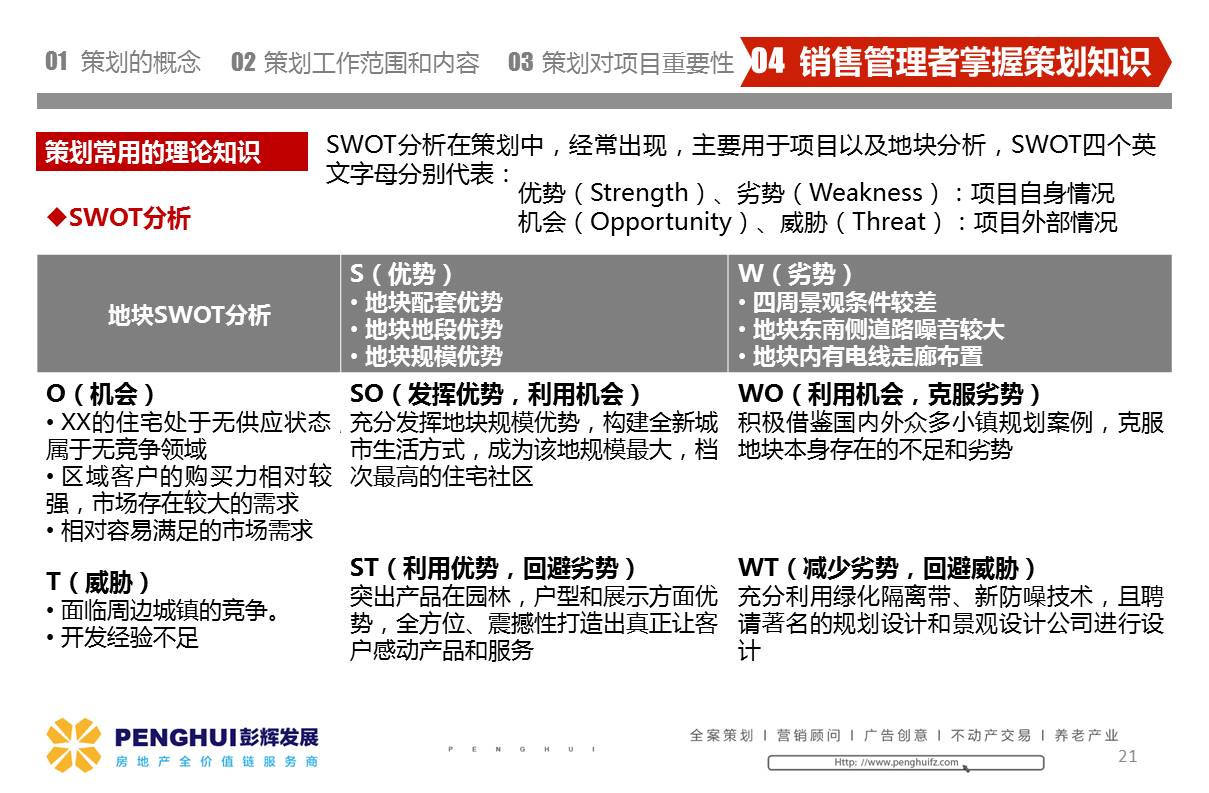 01 策划的概念 02 策划工作范围和内容 03 策划对项目重要性 04 销售管理者掌握策划知识
策划常用的理论知识
SWOT分析在策划中，经常出现，主要用于项目以及地块分析，SWOT四个英
文字母分别代表：
优势（Strength）、劣势（Weakness）：项目自身情况
机会（Opportunity）、威胁（Threat）：项目外部情况
◆SWOT分析
地块SWOT分析
S（优势）
• 地块配套优势
• 地块地段优势
• 地块规模优势
W（劣势）
• 四周景观条件较差
• 地块东南侧道路噪音较大
• 地块内有电线走廊布置
O（机会）
• XX的住宅处于无供应状态，
属于无竞争领域
• 区域客户的购买力相对较
强，市场存在较大的需求
• 相对容易满足的市场需求
SO（发挥优势，利用机会）
充分发挥地块规模优势，构建全新城
市生活方式，成为该地规模最大，档
次最高的住宅社区
WO（利用机会，克服劣势）
积极借鉴国内外众多小镇规划案例，克服
地块本身存在的不足和劣势
T（威胁）
• 面临周边城镇的竞争。
• 开发经验不足
ST（利用优势，回避劣势）
突出产品在园林，户型和展示方面优
势，全方位、震撼性打造出真正让客
户感动产品和服务
WT（减少劣势，回避威胁）
充分利用绿化隔离带、新防噪技术，且聘
请著名的规划设计和景观设计公司进行设
计
PENGHUI彭辉发展
房地产全价值链服务商
PENGHUI
全案策划 I 营销顾问 I 广告创意 I 不动产交易 I 养老产业
Http: //www.penghuifz.com
21